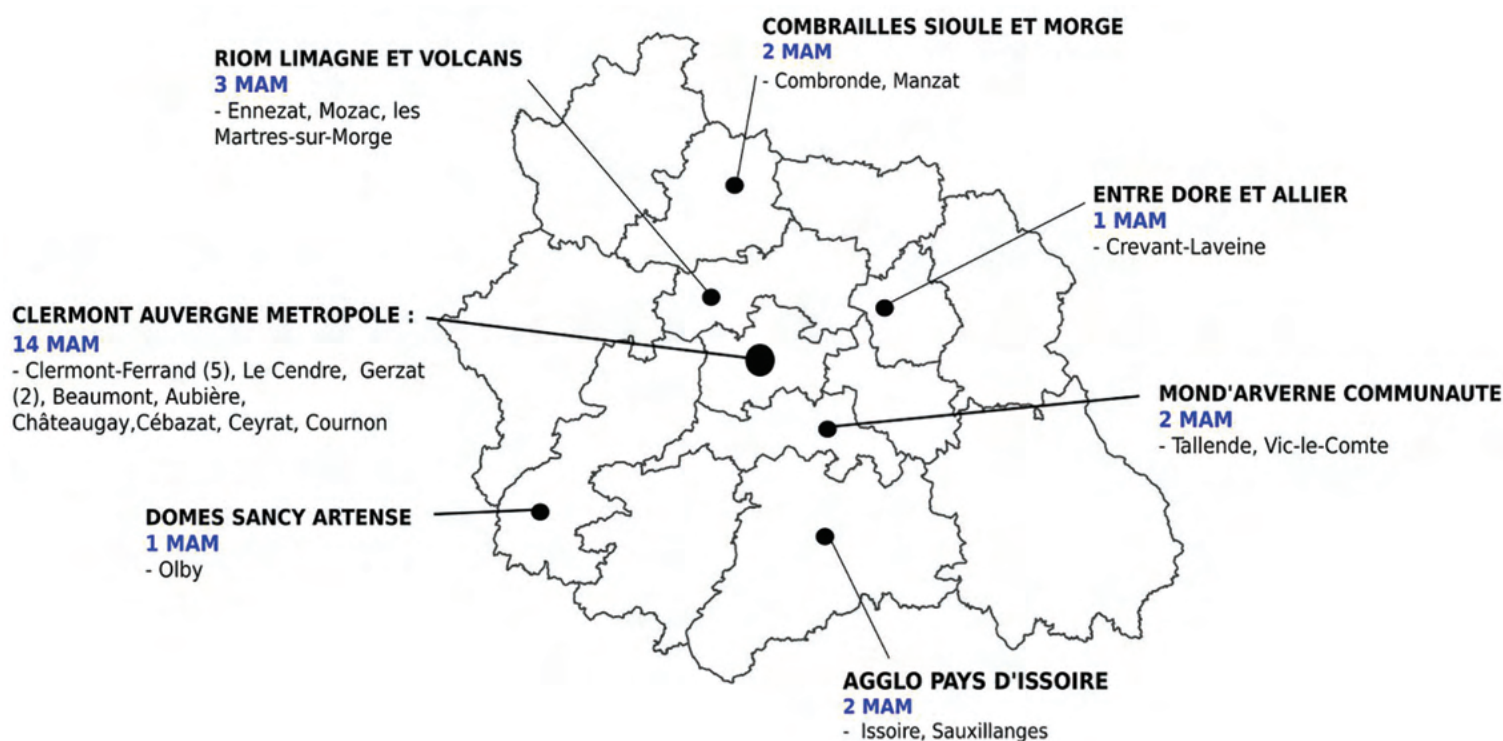 COMBRAILLES SIOULE ET MORGE
2 MAM
- Combronde, Manzat
RIOM LIMAGNE ET VOLCANS
3 MAM
- Ennezat, Mozac, les
Martres-sur-Morge
ENTRE DORE ET ALLIER
1 MAM
- Crevant-Laveine
CLERMONT AUVERGNE METROPOLE :
14 MAM
- Clermont-Ferrand (5), Le Cendre, Gerzat
(2), Beaumont, Aubière,
Châteaugay,Cébazat, Ceyrat, Cournon
MOND'ARVERNE COMMUNAUTE
2 MAM
- Tallende, Vic-le-Comte
DOMES SANCY ARTENSE
1 MAM
- Olby
AGGLO PAYS D'ISSOIRE
2 MAM
- Issoire, Sauxillanges